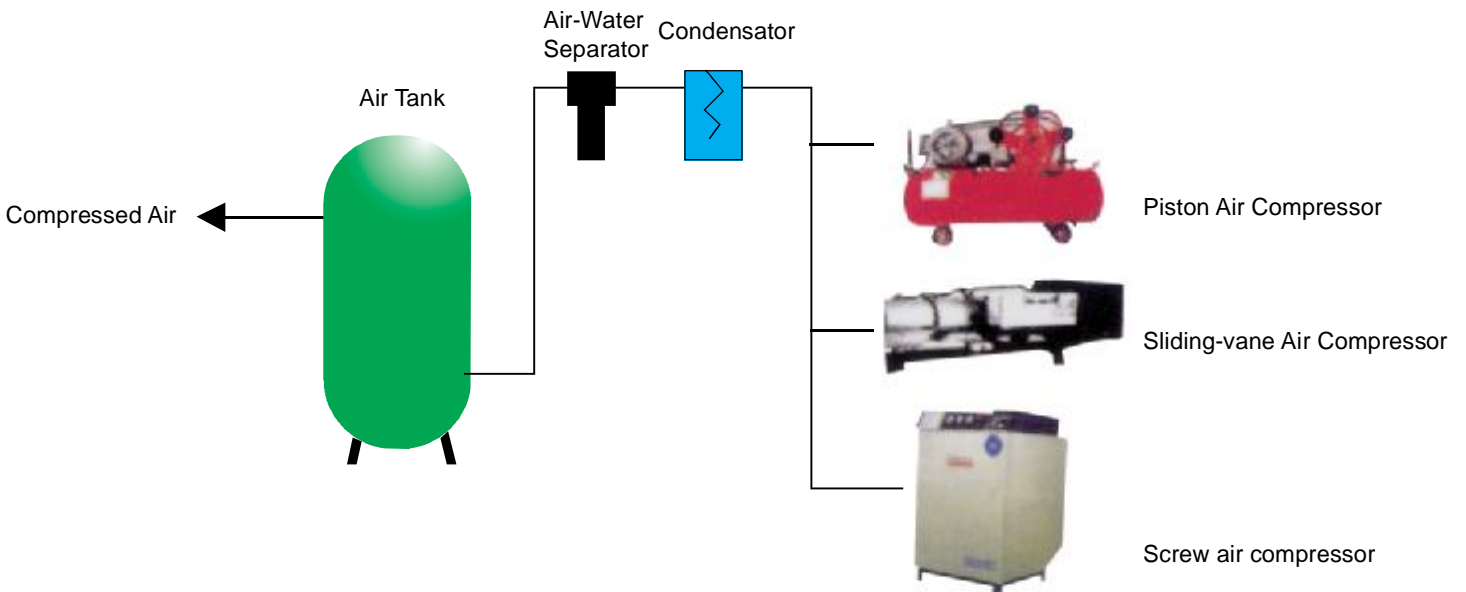 Air-Water
Separator
Condensator
Air Tank
Compressed Air
Piston Air Compressor
Sliding-vane Air Compressor
Screw air compressor